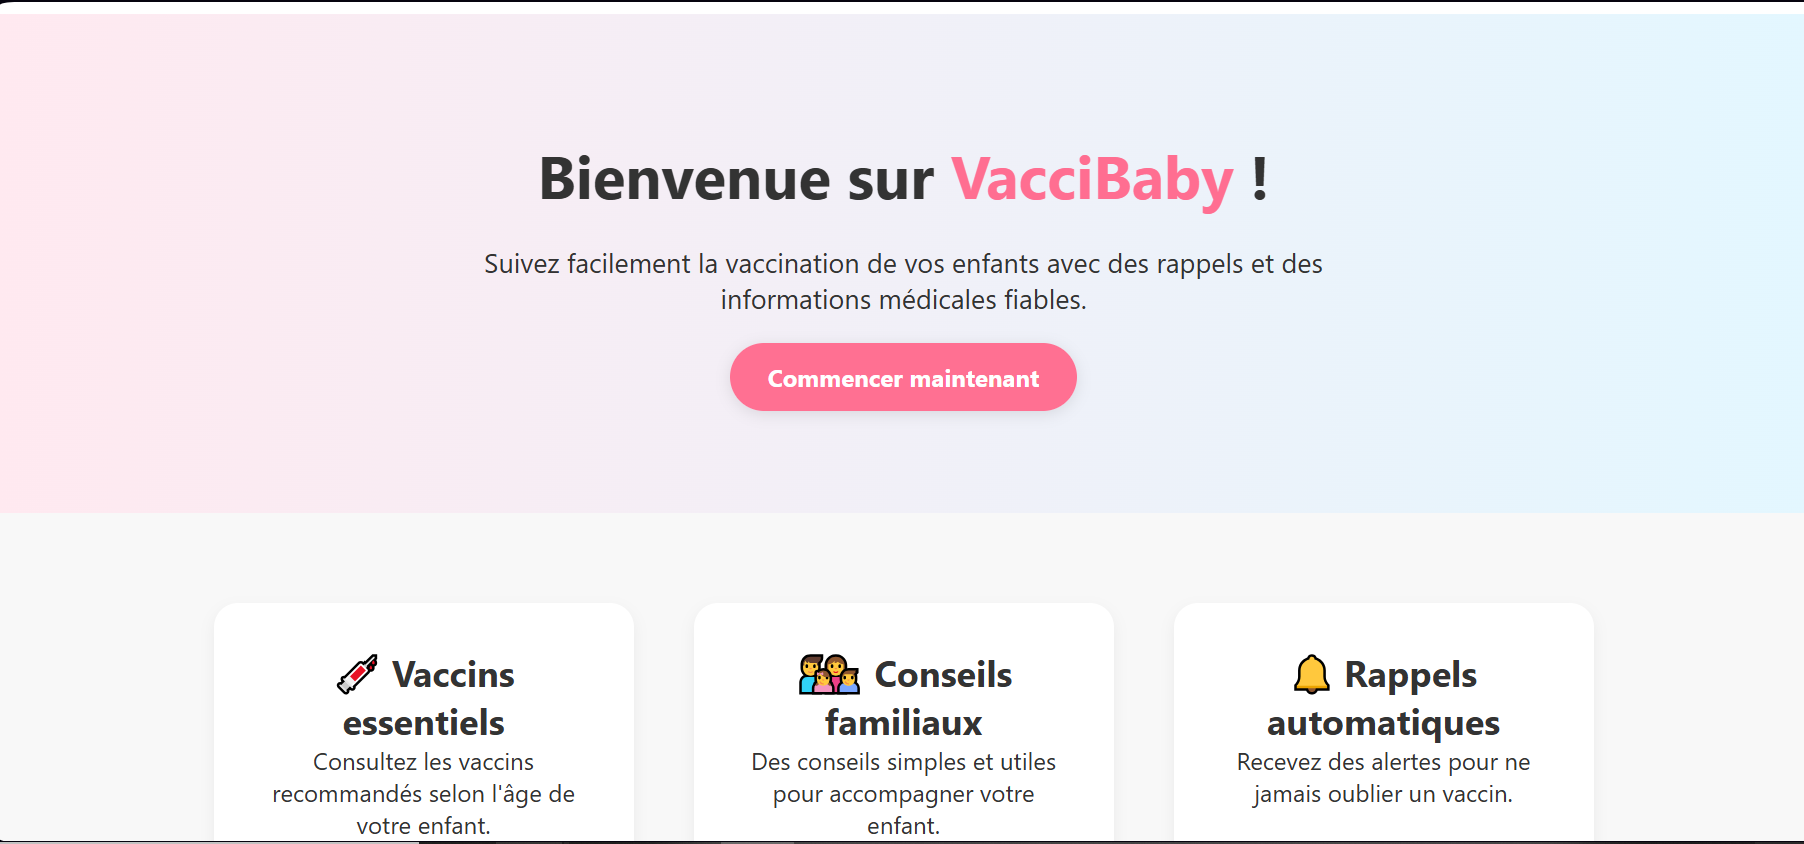 Bienvenue sur VacciBaby !
Suivez facilement la vaccination de vos enfants avec des rappels et des
informations médicales fiables.
Commencer maintenant
Vaccins
essentiels
Consultez les vaccins
recommandés selon l'âge de
votre enfant.
Conseils
familiaux
Des conseils simples et utiles
pour accompagner votre
enfant.
Rappels
automatiques
Recevez des alertes pour ne
jamais oublier un vaccin.